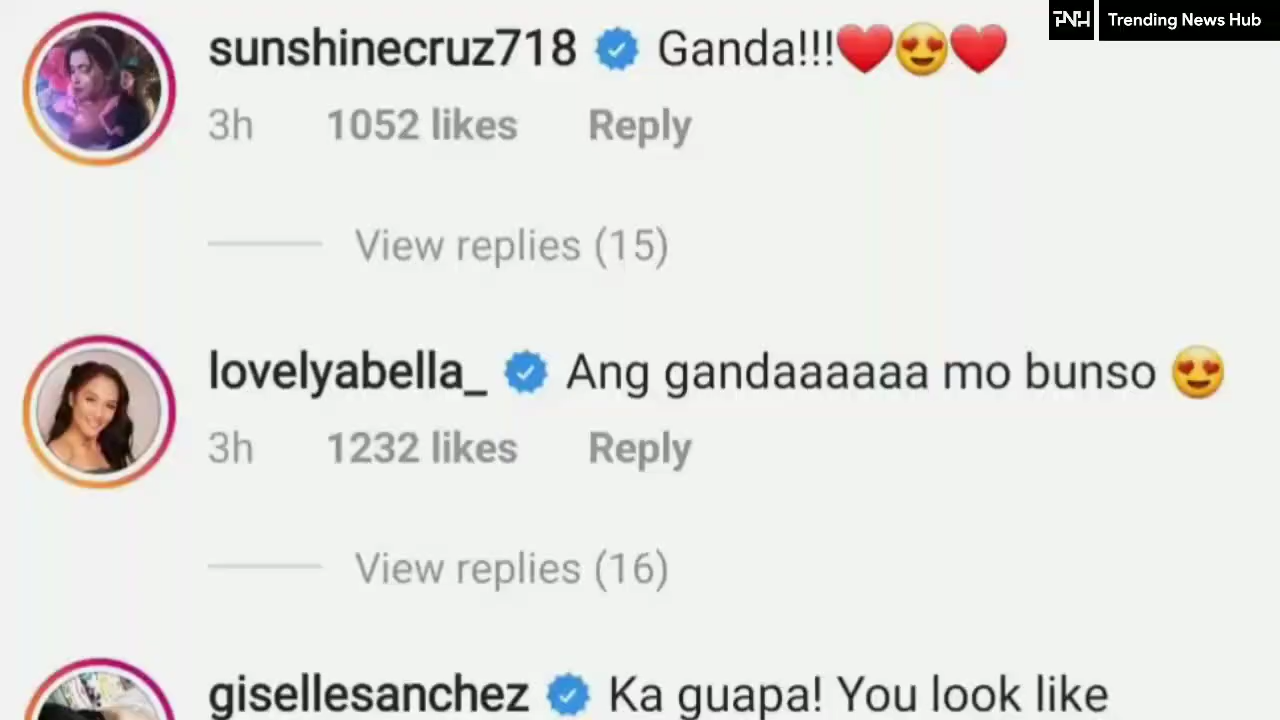 TNH Trending News Hub
sunshinecruz718 Ganda!!!❤️😍❤️
3h 1052 likes Reply
View replies (15)
lovelyabella_ Ang gandaaaaaa mo bunso 😍
3h 1232 likes Reply
View replies (16)
gisellesanchez Ka guapa! You look like